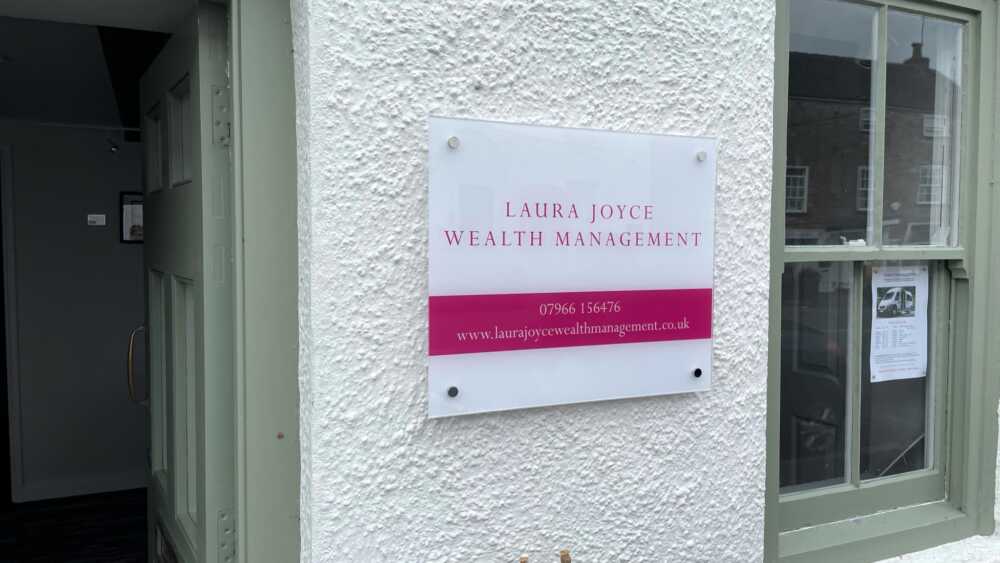 LAURA JOYCE
WEALTH MANAGEMENT
07966 156476
www.laurajoycewealthmanagement.co.uk